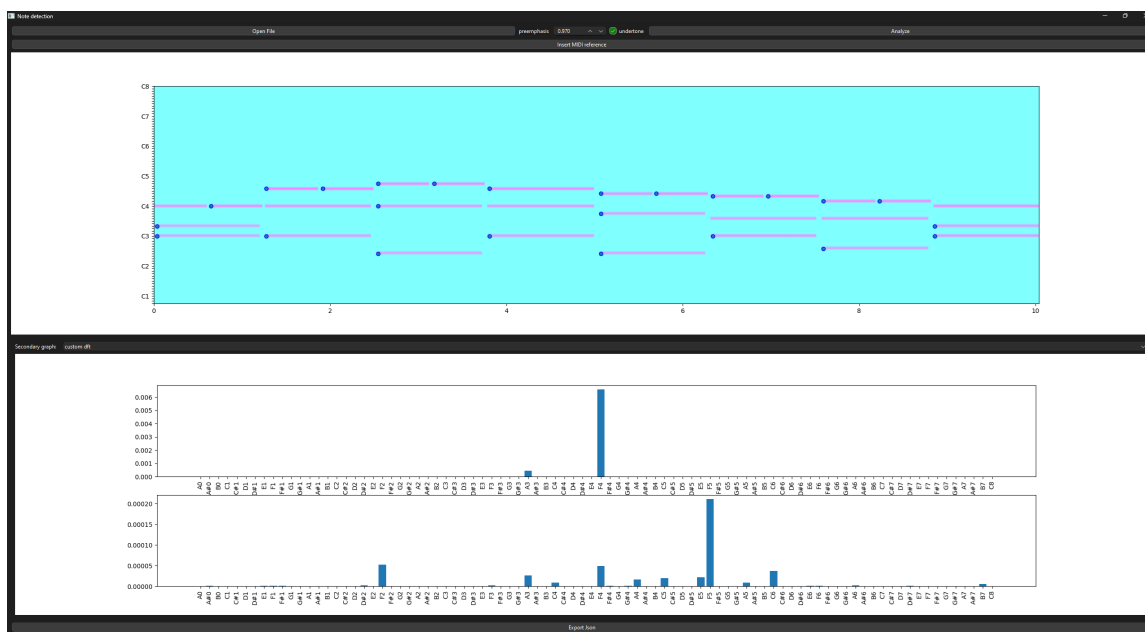 Note detection
Open File preemphasis 0.970 undertone Analyze
Insert MIDI reference
C8
C7
C6
C5
C4
C3
C2
C1
0 2 4 6 8 10
Secondary graph: custom dft
0.006
0.005
0.004
0.003
0.002
0.001
0.000
A0 A#0 B0 C1 C#1 D1 D#1 E1 F1 F#1 G1 G#1 A1 A#1 B1 C2 C#2 D2 D#2 E2 F2 F#2 G2 G#2 A2 A#2 B2 C3 C#3 D3 D#3 E3 F3 F#3 G3 G#3 A3 A#3 B3 C4 C#4 D4 D#4 E4 F4 F#4 G4 G#4 A4 A#4 B4 C5 C#5 D5 D#5 E5 F5 F#5 G5 G#5 A5 A#5 B5 C6 C#6 D6 D#6 E6 F6 F#6 G6 G#6 A6 A#6 B6 C7 C#7 D7 D#7 E7 F7 F#7 G7 G#7 A7 A#7 B7 C8
0.00020
0.00015
0.00010
0.00005
0.00000
A0 A#0 B0 C1 C#1 D1 D#1 E1 F1 F#1 G1 G#1 A1 A#1 B1 C2 C#2 D2 D#2 E2 F2 F#2 G2 G#2 A2 A#2 B2 C3 C#3 D3 D#3 E3 F3 F#3 G3 G#3 A3 A#3 B3 C4 C#4 D4 D#4 E4 F4 F#4 G4 G#4 A4 A#4 B4 C5 C#5 D5 D#5 E5 F5 F#5 G5 G#5 A5 A#5 B5 C6 C#6 D6 D#6 E6 F6 F#6 G6 G#6 A6 A#6 B6 C7 C#7 D7 D#7 E7 F7 F#7 G7 G#7 A7 A#7 B7 C8
Export Json